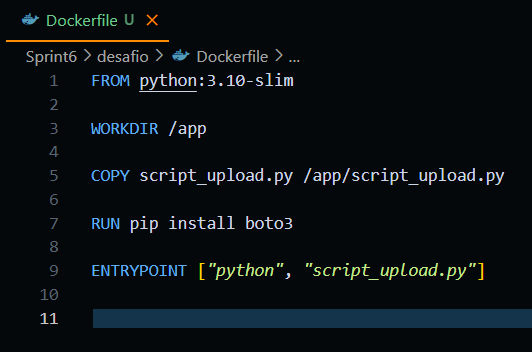 Dockerfile U
Sprint6 > desafio > Dockerfile > ...
1 FROM python:3.10-slim
2
3 WORKDIR /app
4
5 COPY script_upload.py /app/script_upload.py
6
7 RUN pip install boto3
8
9 ENTRYPOINT ["python", "script_upload.py"]
10
11